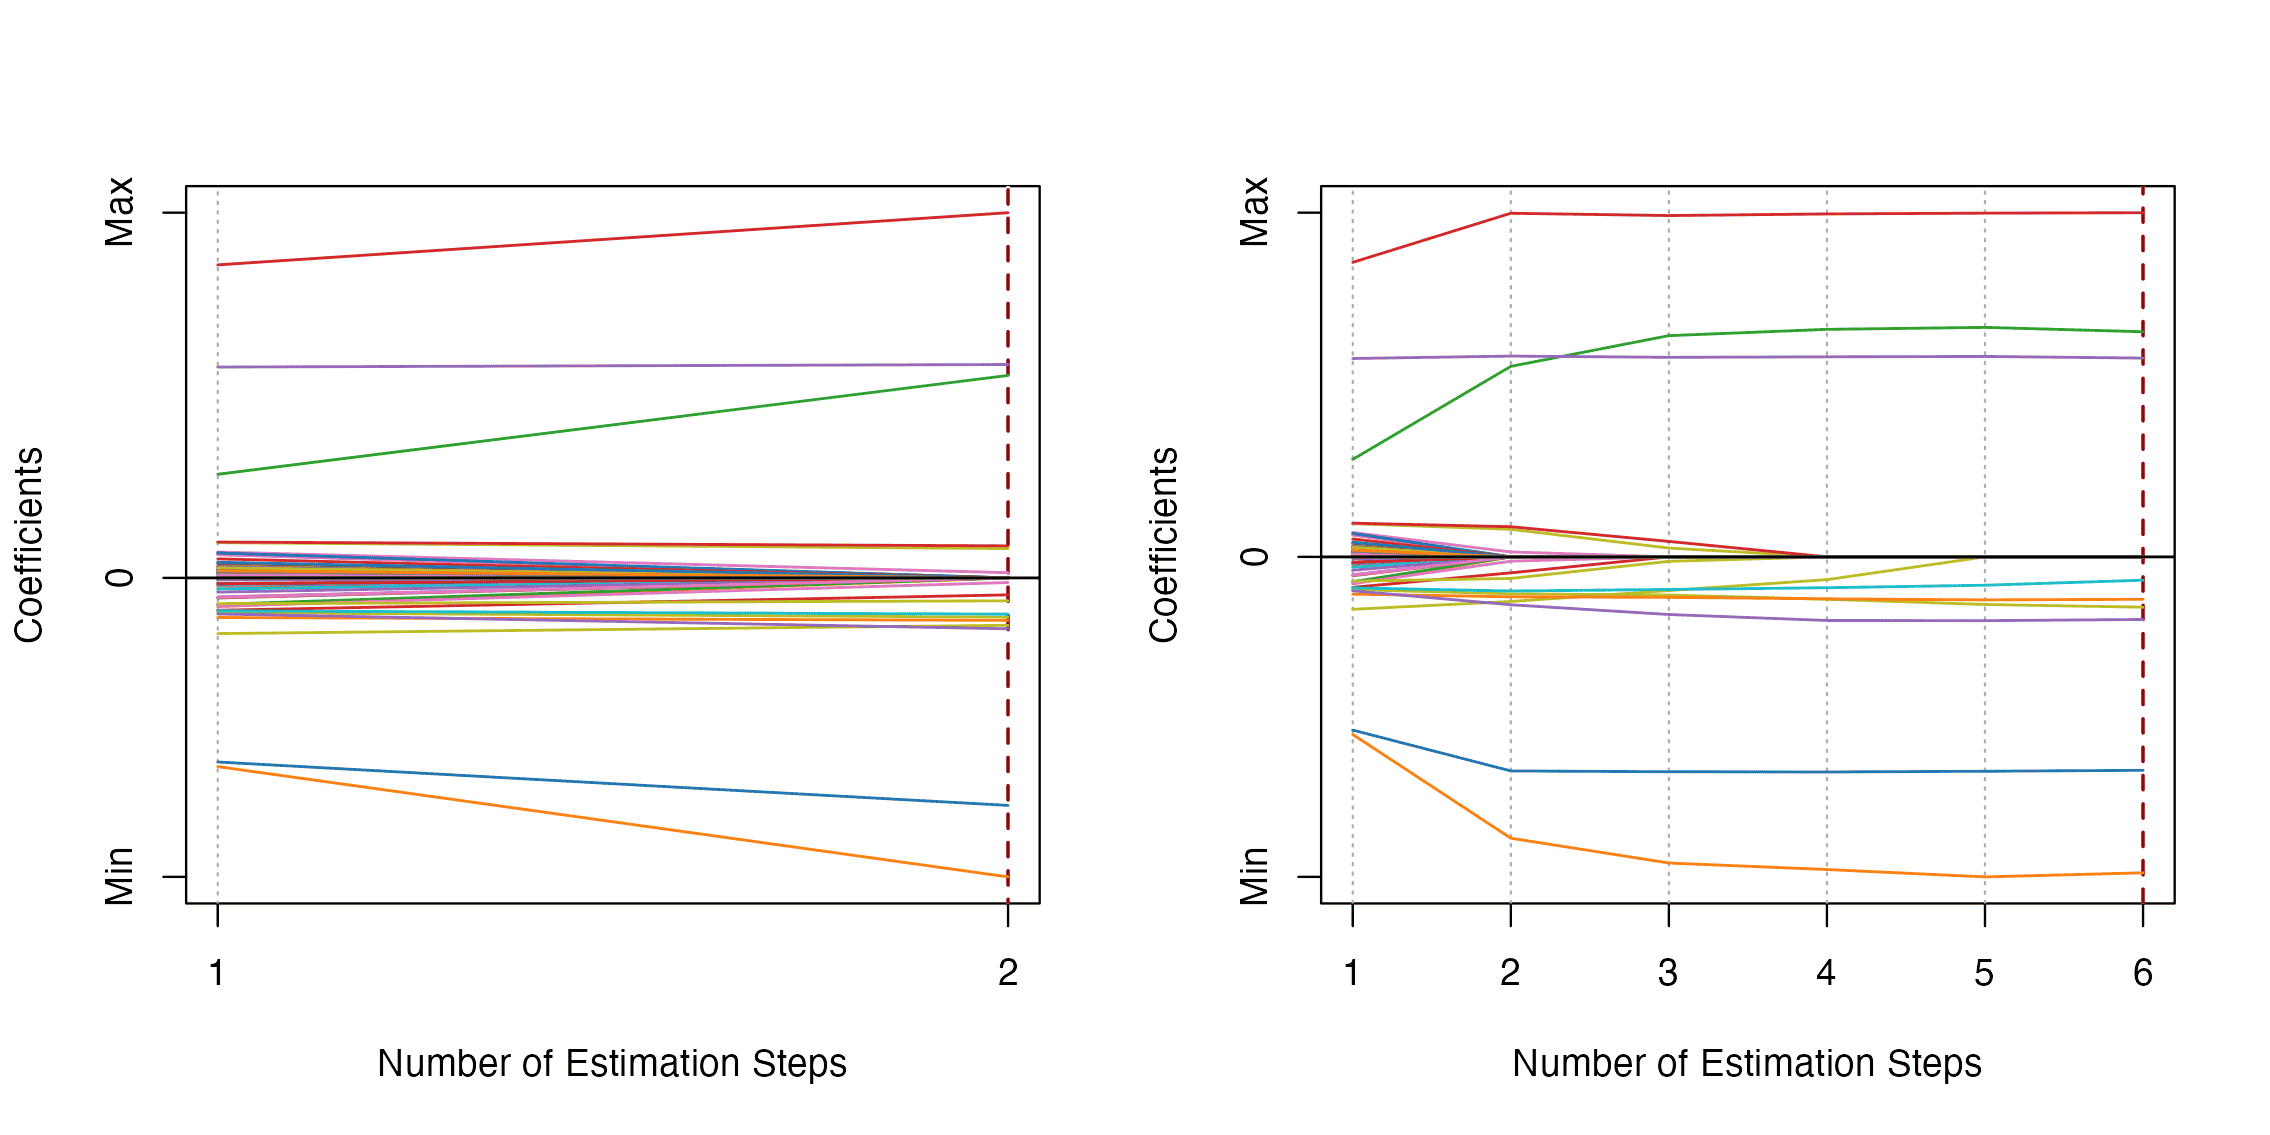 Coefficients
Max
0
Min
1 2
Number of Estimation Steps
Coefficients
Max
0
Min
1 2 3 4 5 6
Number of Estimation Steps